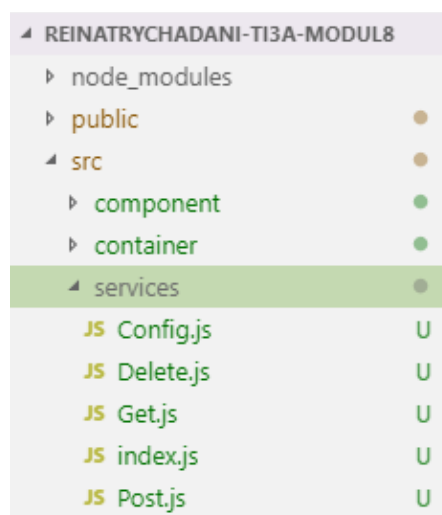 REINATRYCHADANI-TI3A-MODUL8
node_modules
public
src
component
container
services
JS Config.js U
JS Delete.js U
JS Get.js U
JS index.js U
JS Post.js U